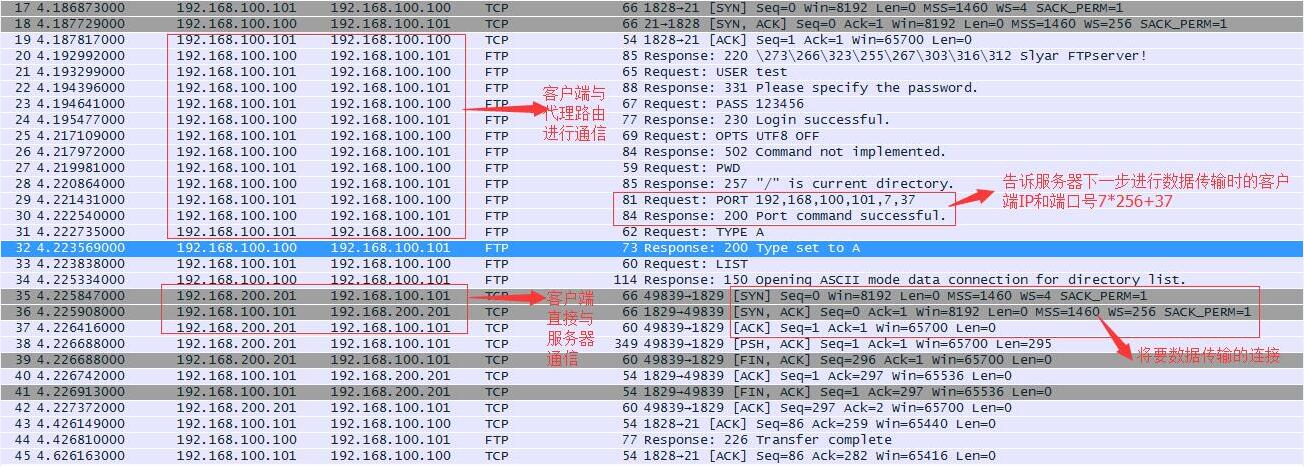 17 4.186873000 192.168.100.101 192.168.100.100 TCP 66 1828→21 [SYN] Seq=0 Win=8192 Len=0 MSS=1460 WS=4 SACK_PERM=1
18 4.187729000 192.168.100.100 192.168.100.101 TCP 66 21→1828 [SYN, ACK] Seq=0 Ack=1 Win=8192 Len=0 MSS=1460 WS=256 SACK_PERM=1
19 4.187817000 192.168.100.101 192.168.100.100 TCP 54 1828→21 [ACK] Seq=1 Ack=1 Win=65700 Len=0
20 4.192992000 192.168.100.100 192.168.100.101 FTP 85 Response: 220 \273\266\323\255\267\303\316\312 Slyar FTPserver!
21 4.193299000 192.168.100.101 192.168.100.100 FTP 65 Request: USER test
22 4.194396000 192.168.100.100 192.168.100.101 FTP 88 Response: 331 Please specify the password.
23 4.194641000 192.168.100.101 192.168.100.100 FTP 67 Request: PASS 123456
24 4.195477000 192.168.100.100 192.168.100.101 FTP 77 Response: 230 Login successful.
25 4.217109000 192.168.100.101 192.168.100.100 FTP 69 Request: OPTS UTF8 OFF
26 4.217972000 192.168.100.100 192.168.100.101 FTP 84 Response: 502 Command not implemented.
27 4.219981000 192.168.100.101 192.168.100.100 FTP 59 Request: PWD
28 4.220864000 192.168.100.100 192.168.100.101 FTP 85 Response: 257 "/" is current directory.
29 4.221431000 192.168.100.101 192.168.100.100 FTP 81 Request: PORT 192,168,100,101,7,37
30 4.222540000 192.168.100.100 192.168.100.101 FTP 84 Response: 200 Port command successful.
31 4.222735000 192.168.100.101 192.168.100.100 FTP 62 Request: TYPE A
32 4.223569000 192.168.100.100 192.168.100.101 FTP 73 Response: 200 Type set to A
33 4.223838000 192.168.100.101 192.168.100.100 FTP 60 Request: LIST
34 4.225334000 192.168.100.100 192.168.100.101 FTP 114 Response: 150 Opening ASCII mode data connection for directory list.
35 4.225847000 192.168.200.201 192.168.100.101 TCP 66 49839→1829 [SYN] Seq=0 Win=8192 Len=0 MSS=1460 WS=4 SACK_PERM=1
36 4.225908000 192.168.100.101 192.168.200.201 TCP 66 1829→49839 [SYN, ACK] Seq=0 Ack=1 Win=8192 Len=0 MSS=1460 WS=256 SACK_PERM=1
37 4.226416000 192.168.200.201 192.168.100.101 TCP 60 49839→1829 [ACK] Seq=1 Ack=1 Win=65700 Len=0
38 4.226688000 192.168.200.201 192.168.100.101 TCP 349 49839→1829 [PSH, ACK] Seq=1 Ack=1 Win=65700 Len=295
39 4.226688000 192.168.200.201 192.168.100.101 TCP 60 49839→1829 [FIN, ACK] Seq=296 Ack=1 Win=65700 Len=0
40 4.226742000 192.168.100.101 192.168.200.201 TCP 54 1829→49839 [ACK] Seq=1 Ack=297 Win=65536 Len=0
41 4.226913000 192.168.100.101 192.168.200.201 TCP 54 1829→49839 [FIN, ACK] Seq=1 Ack=297 Win=65536 Len=0
42 4.227372000 192.168.200.201 192.168.100.101 TCP 60 49839→1829 [ACK] Seq=297 Ack=2 Win=65700 Len=0
43 4.426149000 192.168.100.101 192.168.100.100 TCP 54 1828→21 [ACK] Seq=86 Ack=259 Win=65440 Len=0
44 4.426810000 192.168.100.100 192.168.100.101 FTP 77 Response: 226 Transfer complete
45 4.626163000 192.168.100.101 192.168.100.100 TCP 54 1828→21 [ACK] Seq=86 Ack=282 Win=65416 Len=0
客户端与
代理路由
进行通信
告诉服务器下一步进行数据传输时的客户
端IP和端口号7*256+37
客户端
直接与
服务器
通信
将要数据传输的连接